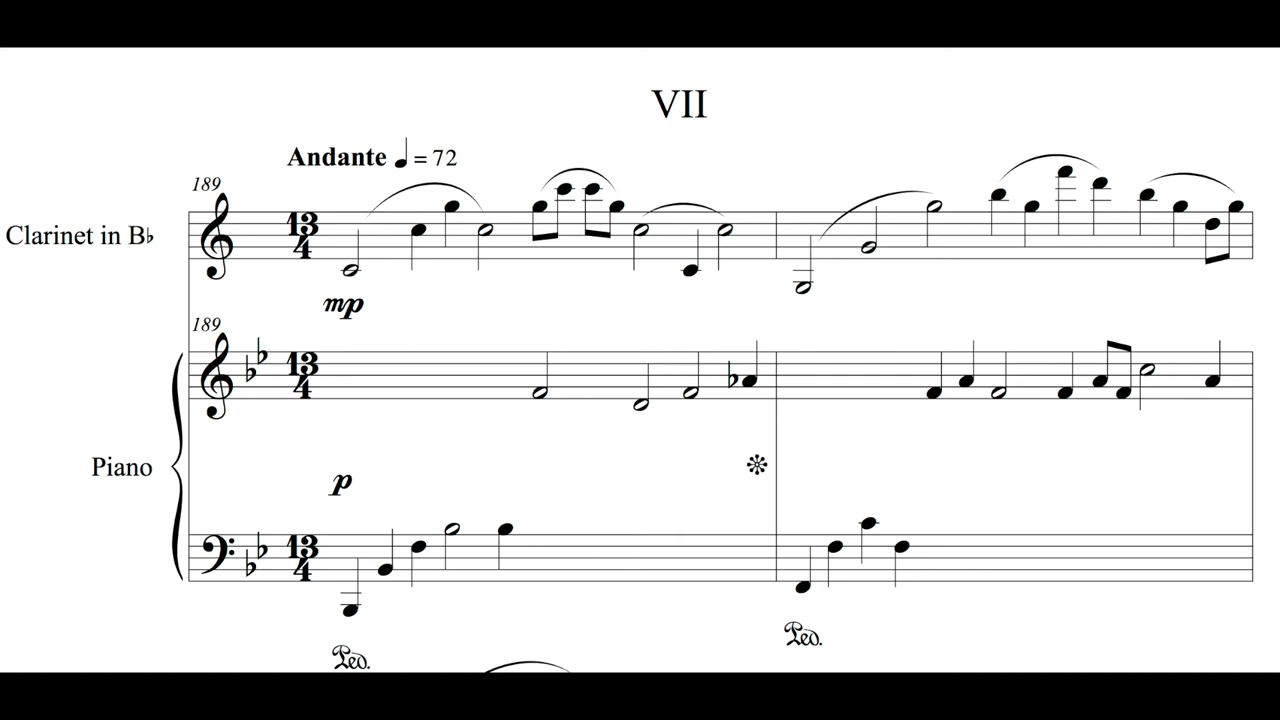 VII
Andante ♩ = 72
189
Clarinet in B♭
13
4
mp
189
13
4
Piano
p
13
4
Ped.
Ped.